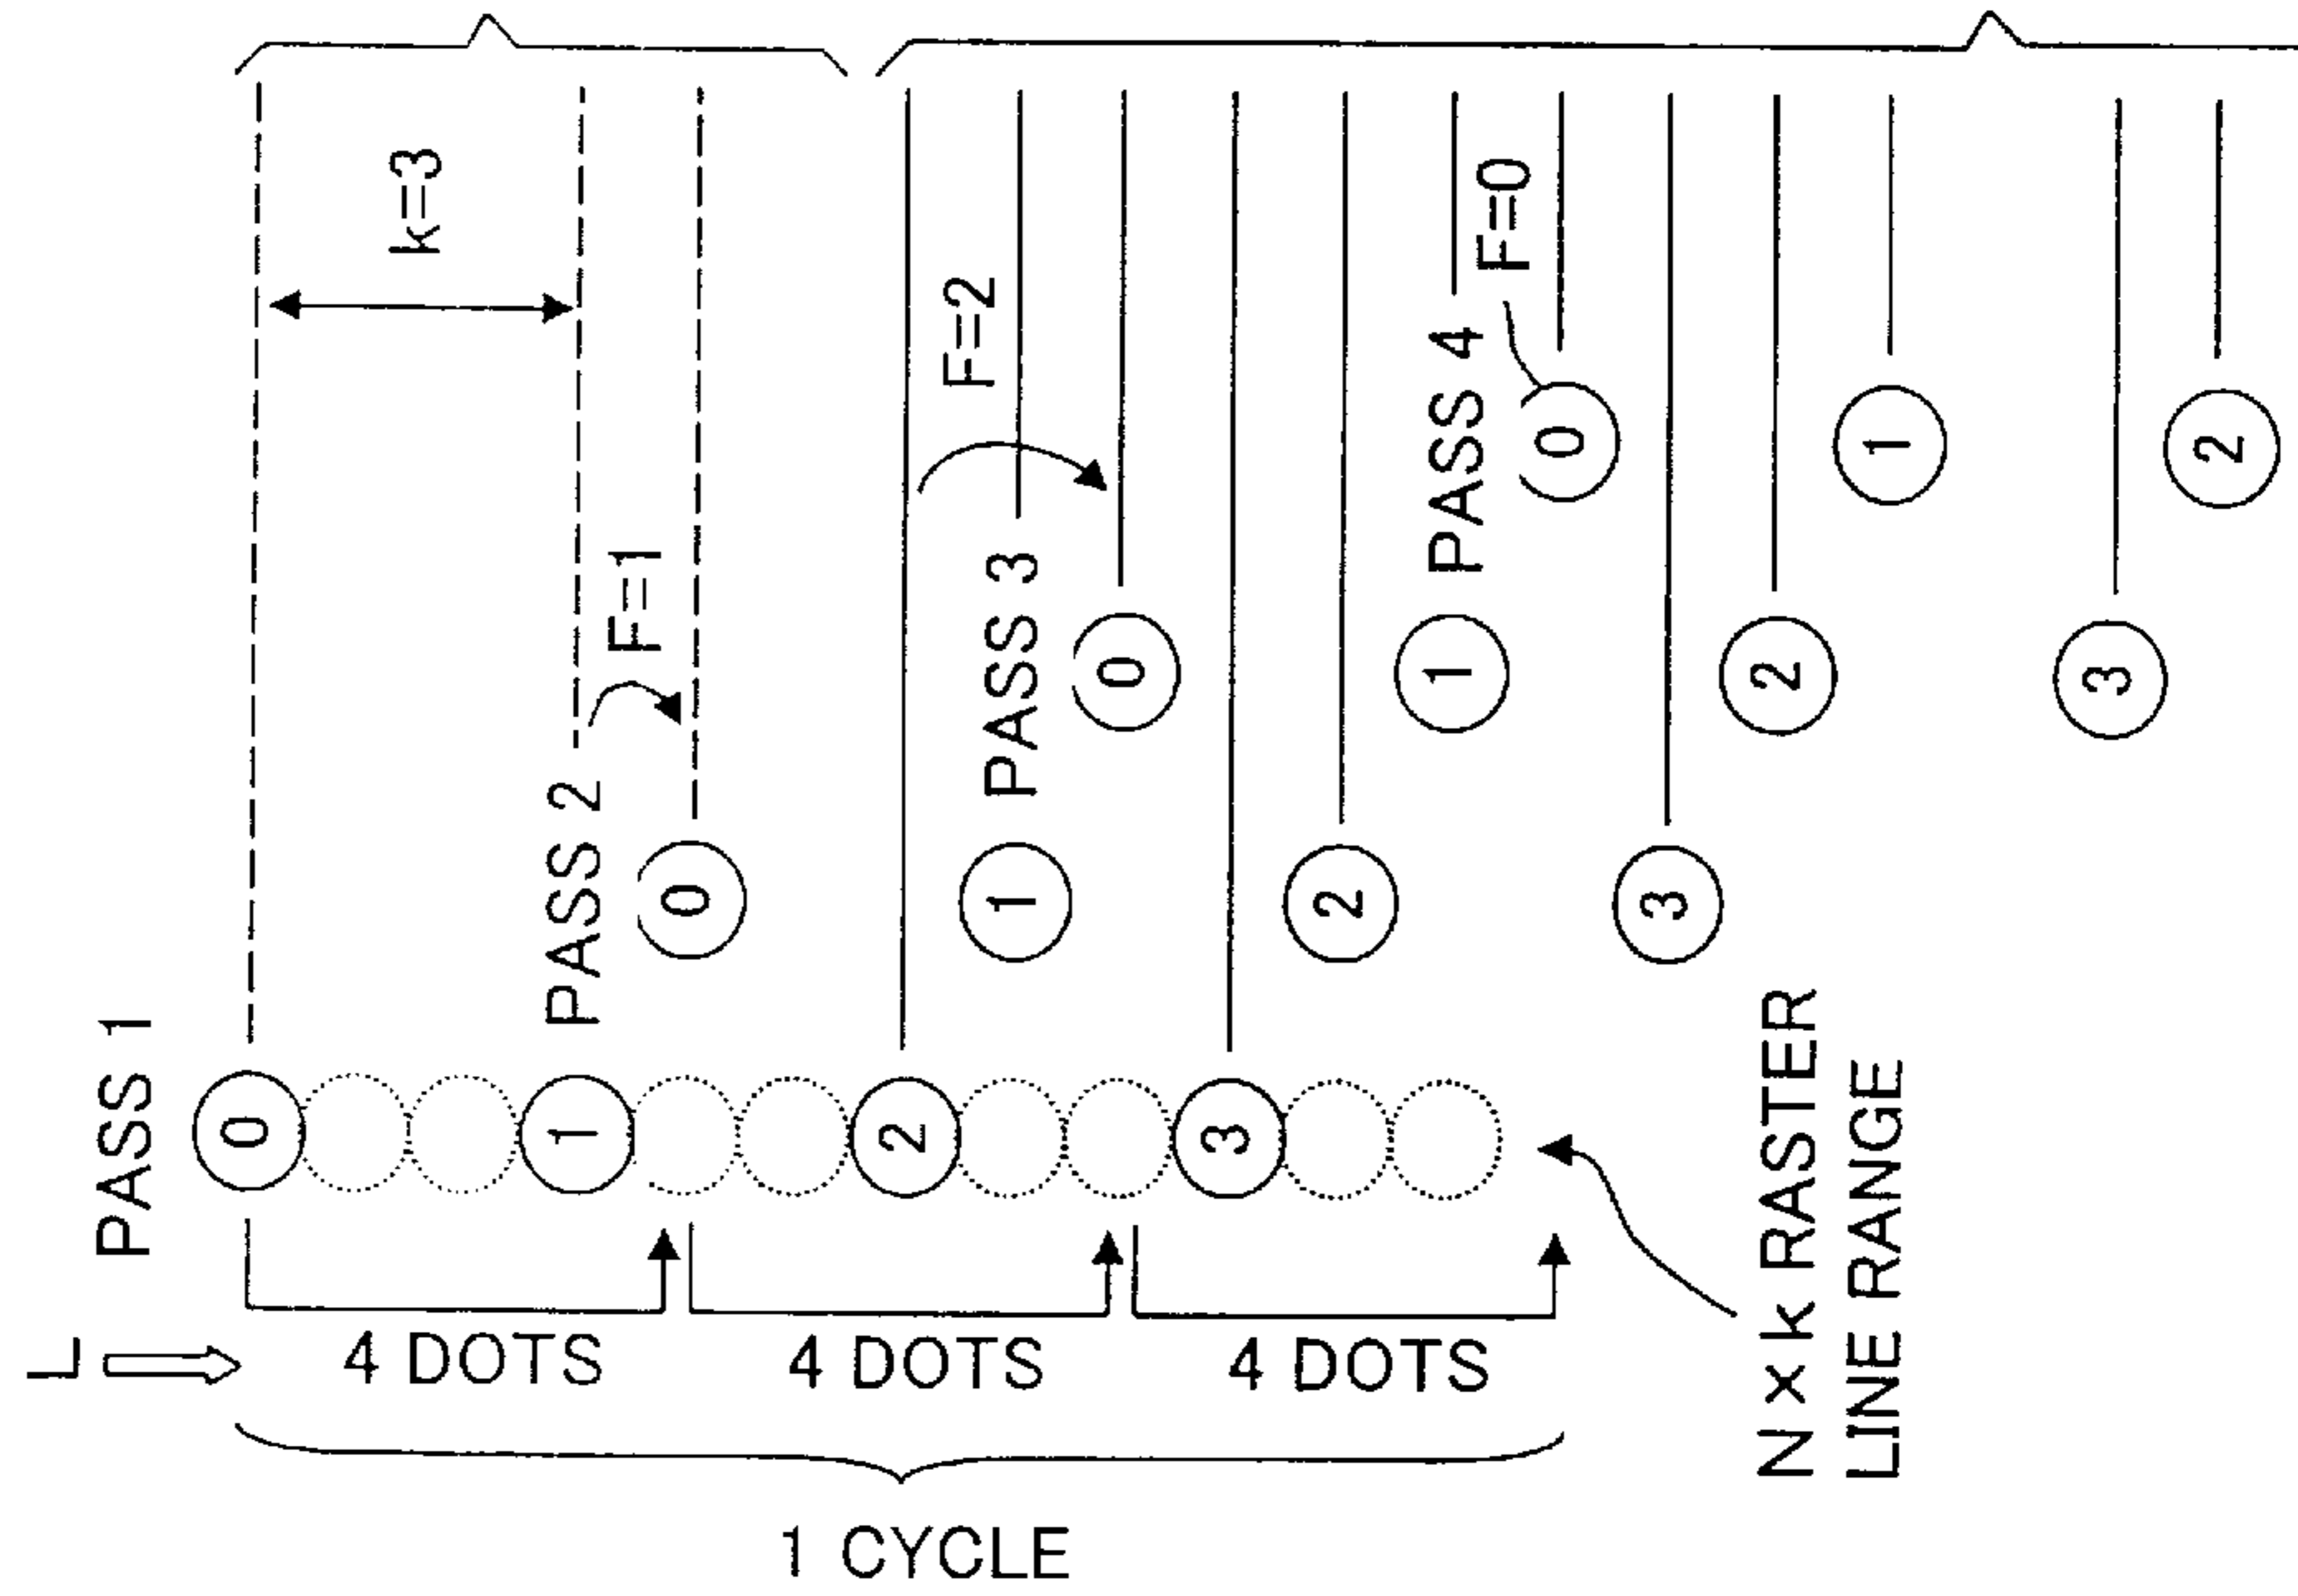 L
4 DOTS
4 DOTS
4 DOTS
1 CYCLE
N x k RASTER
LINE RANGE
PASS 1
0
1
2
3
PASS 2
0
1
2
3
PASS 3
0
1
2
3
PASS 4
0
1
2
k=3
F=1
F=2
F=0